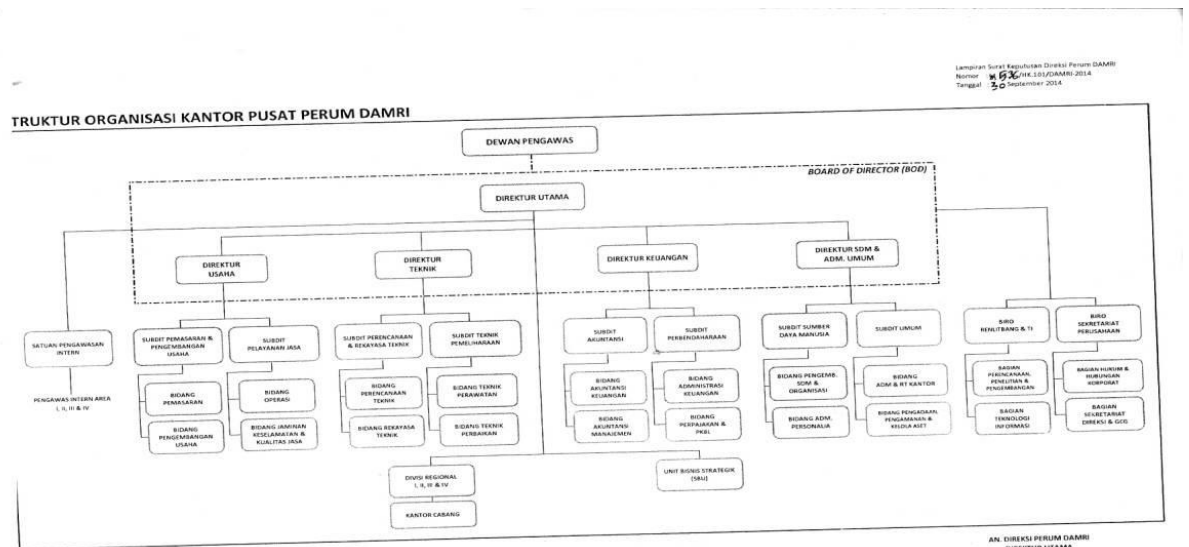 Lampiran Surat Keputusan Direksi Perum DAMRI
Nomor /HK.101/DAMRI-2014
Tanggal 30 September 2014
TRUKTUR ORGANISASI KANTOR PUSAT PERUM DAMRI
DEWAN PENGAWAS
BOARD OF DIRECTOR (BOD)
DIREKTUR UTAMA
DIREKTUR
USAHA
DIREKTUR
TEKNIK
DIREKTUR KEUANGAN
DIREKTUR SDM &
ADM. UMUM
SATUAN PENGAWASAN
INTERN
SUBDIT PEMASARAN &
PENGEMBANGAN
USAHA
SUBDIT
PELAYANAN JASA
SUBDIT PERENCANAAN
& REKAYASA TEKNIK
SUBDIT TEKNIK
PEMELIHARAAN
SUBDIT
AKUNTANSI
SUBDIT
PERBENDAHARAAN
SUBDIT SUMBER
DAYA MANUSIA
SUBDIT UMUM
BIRO
RENLITBANG & TI
BIRO
SEKRETARIAT
PERUSAHAAN
PENGAWAS INTERN AREA
I, II, III & IV
BIDANG
PEMASARAN
BIDANG
OPERASI
BIDANG
PERENCANAAN
TEKNIK
BIDANG TEKNIK
PERAWATAN
BIDANG
AKUNTANSI
KEUANGAN
BIDANG
ADMINISTRASI
KEUANGAN
BIDANG PENGEMB.
SDM &
ORGANISASI
BIDANG
ADM & RT KANTOR
BAGIAN
PERENCANAAN,
PENELITIAN &
PENGEMBANGAN
BAGIAN HUKUM &
HUBUNGAN
KORPORAT
BIDANG
PENGEMBANGAN
USAHA
BIDANG JAMINAN
KESELAMATAN &
KUALITAS JASA
BIDANG REKAYASA
TEKNIK
BIDANG TEKNIK
PERBAIKAN
BIDANG
AKUNTANSI
MANAJEMEN
BIDANG
PERPAJAKAN &
PKBL
BIDANG ADM.
PERSONALIA
BIDANG PENGADAAN
PENGAMANAN &
KELOLA ASET
BAGIAN
TEKNOLOGI
INFORMASI
BAGIAN
SEKRETARIAT
DIREKSI & GCG
DIVISI REGIONAL
I, II, III & IV
UNIT BISNIS STRATEGIK
(SBU)
KANTOR CABANG
AN. DIREKSI PERUM DAMRI
DIREKTUR UTAMA